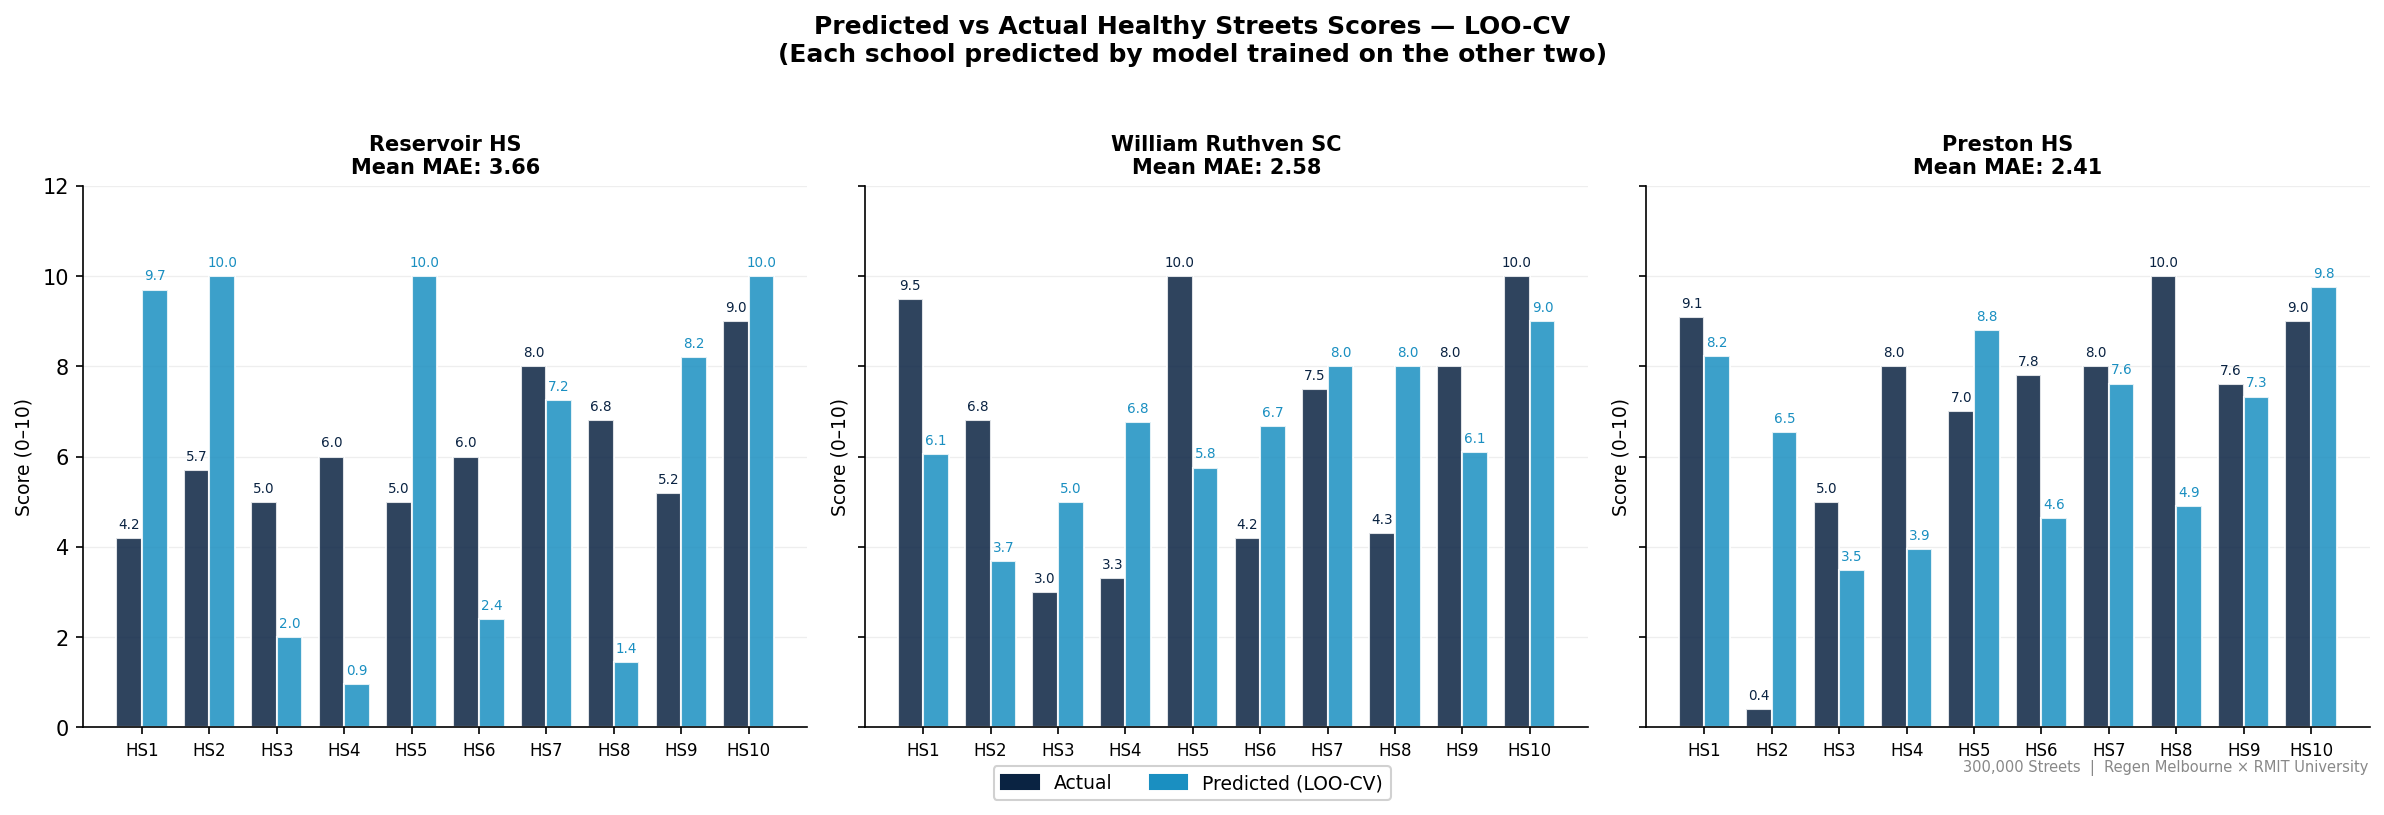 Predicted vs Actual Healthy Streets Scores — LOO-CV
(Each school predicted by model trained on the other two)
Reservoir HS
Mean MAE: 3.66
Score (0–10)
12
10
8
6
4
2
0
4.2 9.7 5.7 10.0 5.0 2.0 6.0 0.9 5.0 10.0 6.0 2.4 8.0 7.2 6.8 1.4 5.2 8.2 9.0 10.0
HS1 HS2 HS3 HS4 HS5 HS6 HS7 HS8 HS9 HS10
William Ruthven SC
Mean MAE: 2.58
Score (0–10)
9.5 6.1 6.8 3.7 3.0 5.0 3.3 6.8 10.0 5.8 4.2 6.7 7.5 8.0 4.3 8.0 8.0 6.1 10.0 9.0
HS1 HS2 HS3 HS4 HS5 HS6 HS7 HS8 HS9 HS10
Preston HS
Mean MAE: 2.41
Score (0–10)
9.1 8.2 0.4 6.5 5.0 3.5 8.0 3.9 7.0 8.8 7.8 4.6 8.0 7.6 10.0 4.9 7.6 7.3 9.0 9.8
HS1 HS2 HS3 HS4 HS5 HS6 HS7 HS8 HS9 HS10
300,000 Streets | Regen Melbourne × RMIT University
Actual Predicted (LOO-CV)